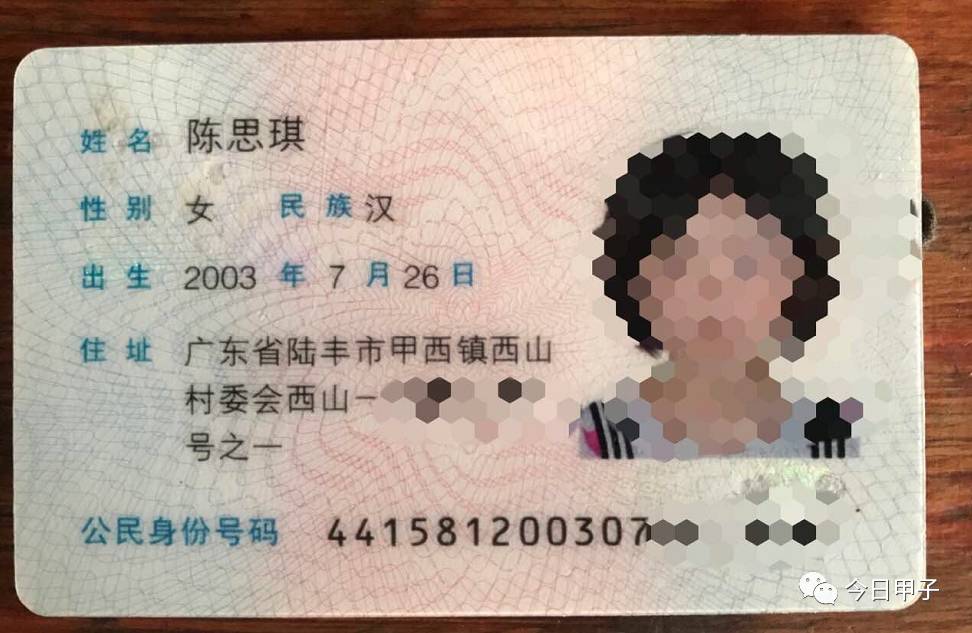 姓名 陈思琪
性别 女 民族 汉
出生 2003 年 7 月 26 日
住址 广东省陆丰市甲西镇西山
村委会西山一
号之一
公民身份号码 441581200307
今日甲子